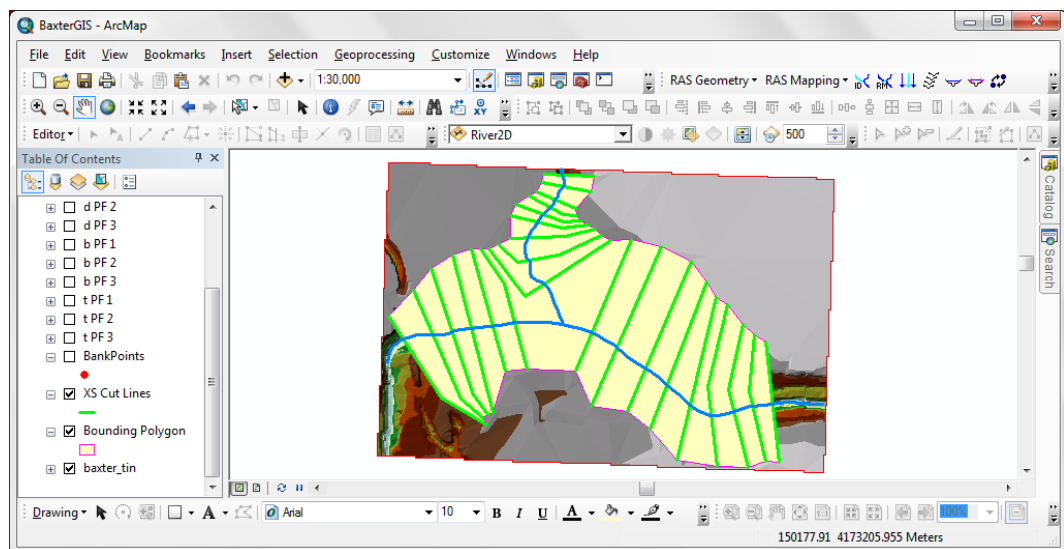 BaxterGIS - ArcMap
File Edit View Bookmarks Insert Selection Geoprocessing Customize Windows Help
1:30,000 RAS Geometry RAS Mapping ID RM
XY
Editor River2D 500
Table Of Contents
d PF 2
d PF 3
b PF 1
b PF 2
b PF 3
t PF 1
t PF 2
t PF 3
BankPoints
XS Cut Lines
Bounding Polygon
baxter_tin
Catalog
Search
Drawing A Arial 10 B I U A 100%
150177.91 4173205.955 Meters